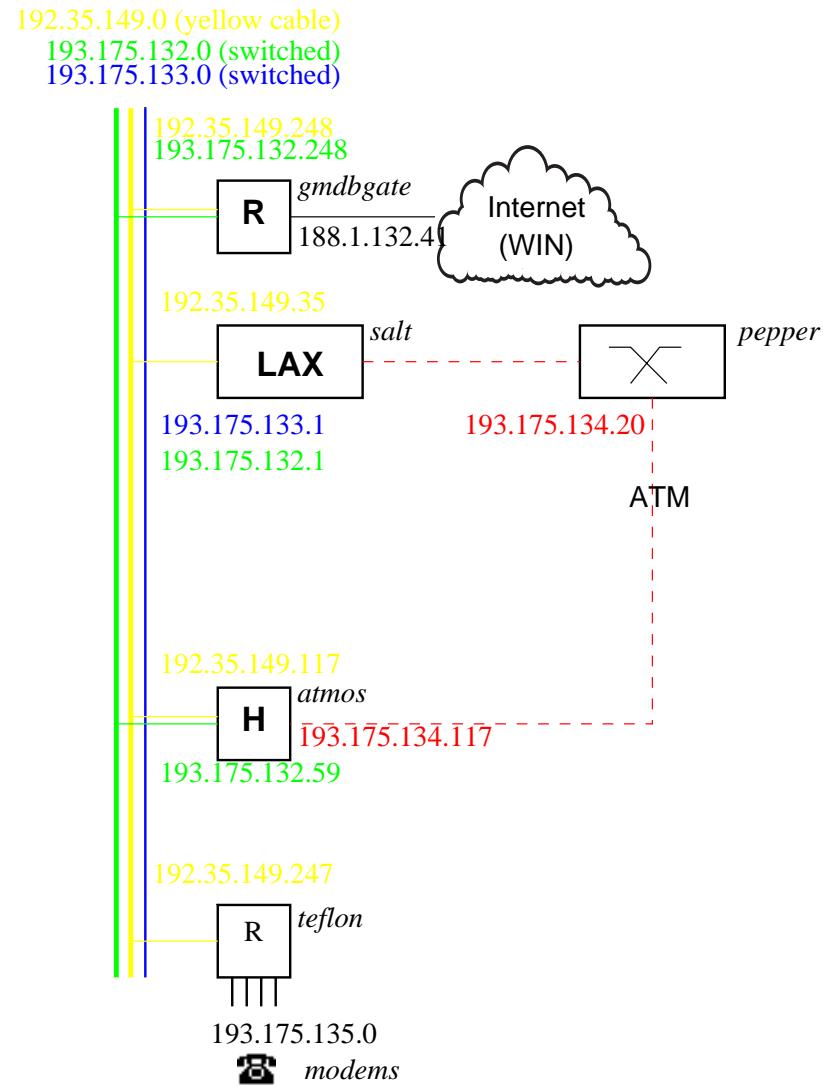 192.35.149.0 (yellow cable)
193.175.132.0 (switched)
193.175.133.0 (switched)
192.35.149.248
193.175.132.248
R
gmdbgate
188.1.132.41
Internet
(WIN)
192.35.149.35
LAX
salt
pepper
193.175.133.1
193.175.132.1
193.175.134.20
ATM
192.35.149.117
H
atmos
193.175.134.117
193.175.132.59
192.35.149.247
R
teflon
193.175.135.0
modems